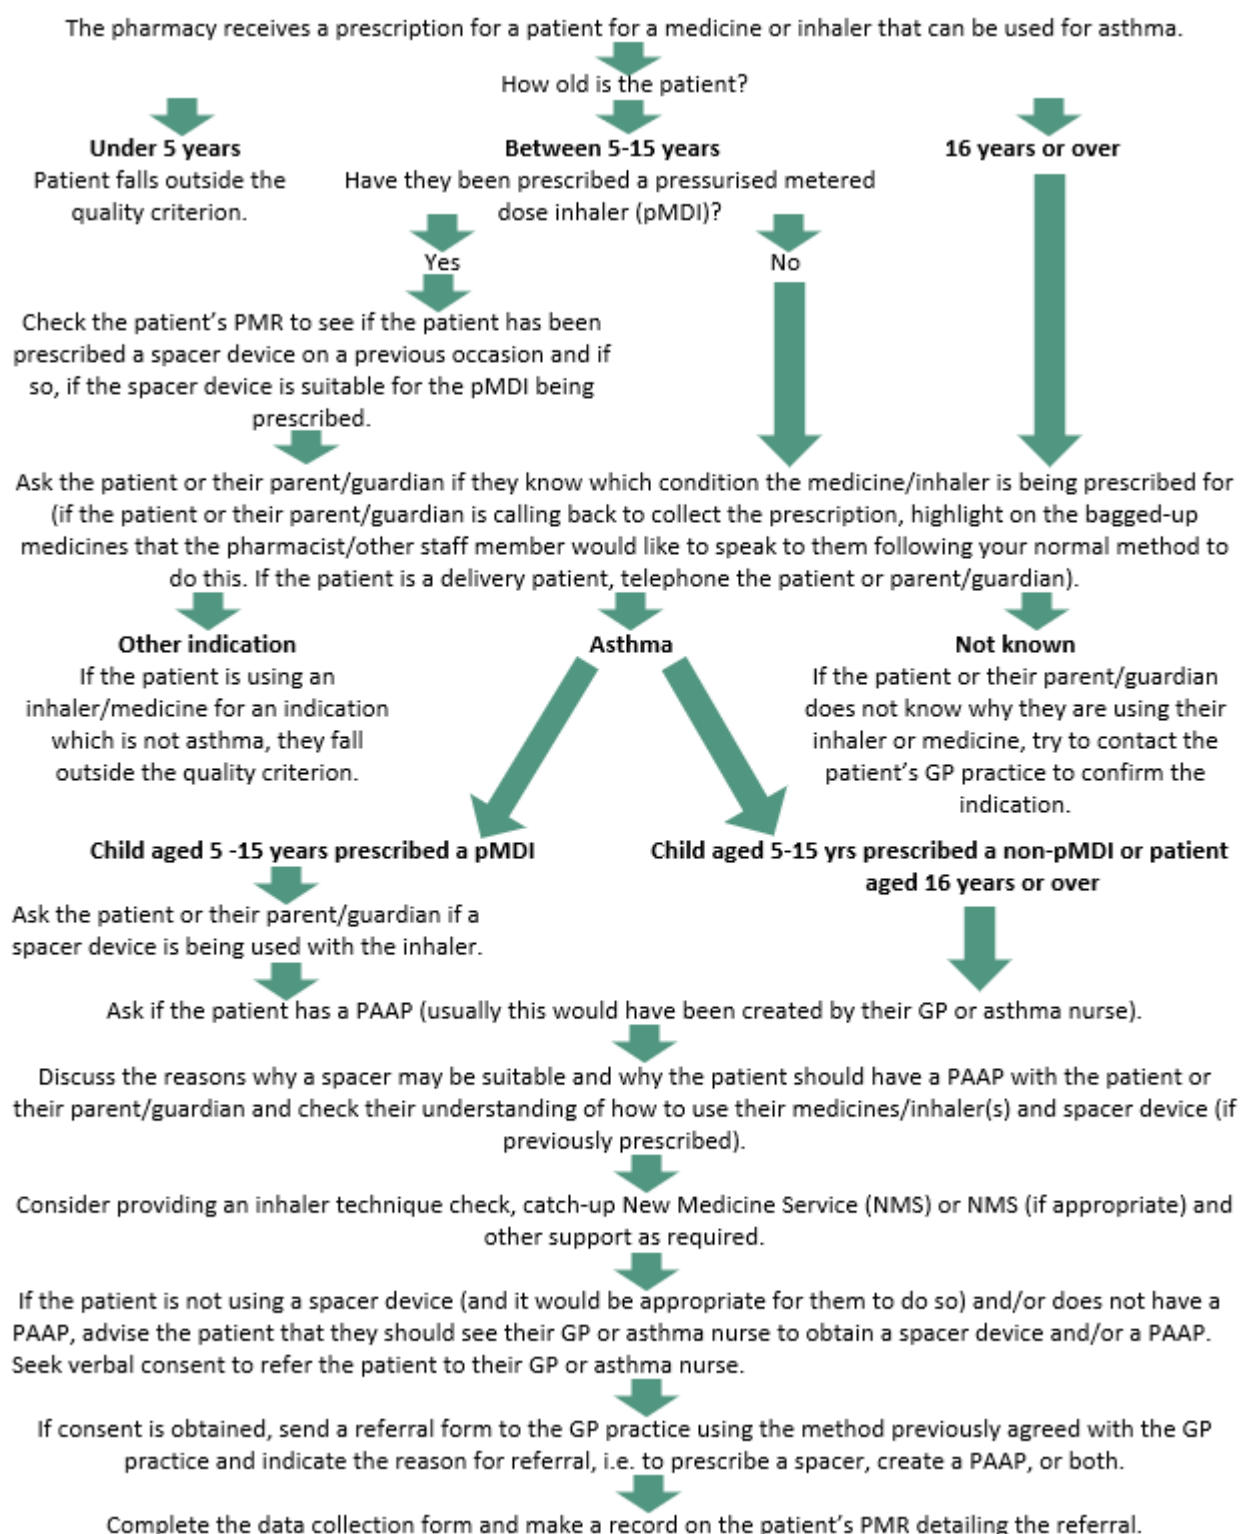 The pharmacy receives a prescription for a patient for a medicine or inhaler that can be used for asthma.
How old is the patient?
Under 5 years
Patient falls outside the
quality criterion.
Between 5-15 years
Have they been prescribed a pressurised metered
dose inhaler (pMDI)?
16 years or over
Yes
No
Check the patient's PMR to see if the patient has been
prescribed a spacer device on a previous occasion and if
so, if the spacer device is suitable for the pMDI being
prescribed.
Ask the patient or their parent/guardian if they know which condition the medicine/inhaler is being prescribed for
(if the patient or their parent/guardian is calling back to collect the prescription, highlight on the bagged-up
medicines that the pharmacist/other staff member would like to speak to them following your normal method to
do this. If the patient is a delivery patient, telephone the patient or parent/guardian).
Other indication
If the patient is using an
inhaler/medicine for an indication
which is not asthma, they fall
outside the quality criterion.
Asthma
Not known
If the patient or their parent/guardian
does not know why they are using their
inhaler or medicine, try to contact the
patient's GP practice to confirm the
indication.
Child aged 5 -15 years prescribed a pMDI
Child aged 5-15 yrs prescribed a non-pMDI or patient
aged 16 years or over
Ask the patient or their parent/guardian if a
spacer device is being used with the inhaler.
Ask if the patient has a PAAP (usually this would have been created by their GP or asthma nurse).
Discuss the reasons why a spacer may be suitable and why the patient should have a PAAP with the patient or
their parent/guardian and check their understanding of how to use their medicines/inhaler(s) and spacer device (if
previously prescribed).
Consider providing an inhaler technique check, catch-up New Medicine Service (NMS) or NMS (if appropriate) and
other support as required.
If the patient is not using a spacer device (and it would be appropriate for them to do so) and/or does not have a
PAAP, advise the patient that they should see their GP or asthma nurse to obtain a spacer device and/or a PAAP.
Seek verbal consent to refer the patient to their GP or asthma nurse.
If consent is obtained, send a referral form to the GP practice using the method previously agreed with the GP
practice and indicate the reason for referral, i.e. to prescribe a spacer, create a PAAP, or both.
Complete the data collection form and make a record on the patient's PMR detailing the referral.